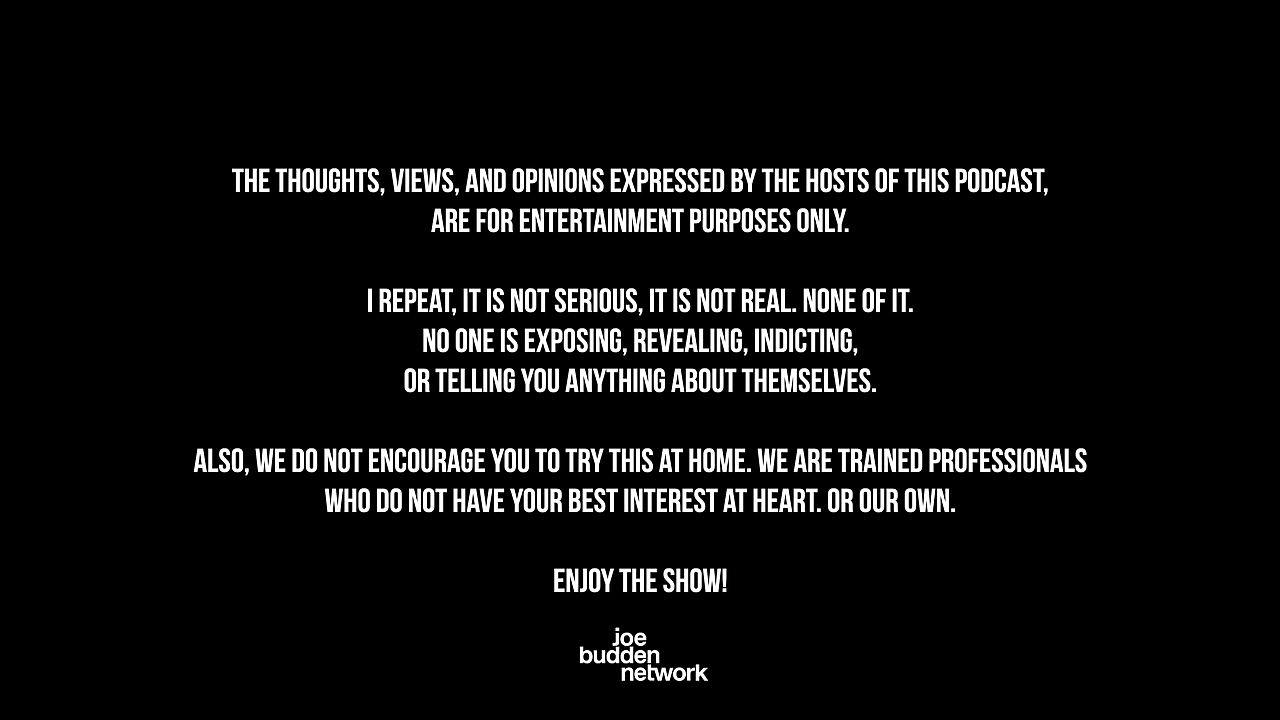 THE THOUGHTS, VIEWS, AND OPINIONS EXPRESSED BY THE HOSTS OF THIS PODCAST,
ARE FOR ENTERTAINMENT PURPOSES ONLY.
I REPEAT, IT IS NOT SERIOUS, IT IS NOT REAL. NONE OF IT.
NO ONE IS EXPOSING, REVEALING, INDICTING,
OR TELLING YOU ANYTHING ABOUT THEMSELVES.
ALSO, WE DO NOT ENCOURAGE YOU TO TRY THIS AT HOME. WE ARE TRAINED PROFESSIONALS
WHO DO NOT HAVE YOUR BEST INTEREST AT HEART. OR OUR OWN.
ENJOY THE SHOW!
joe
budden
network